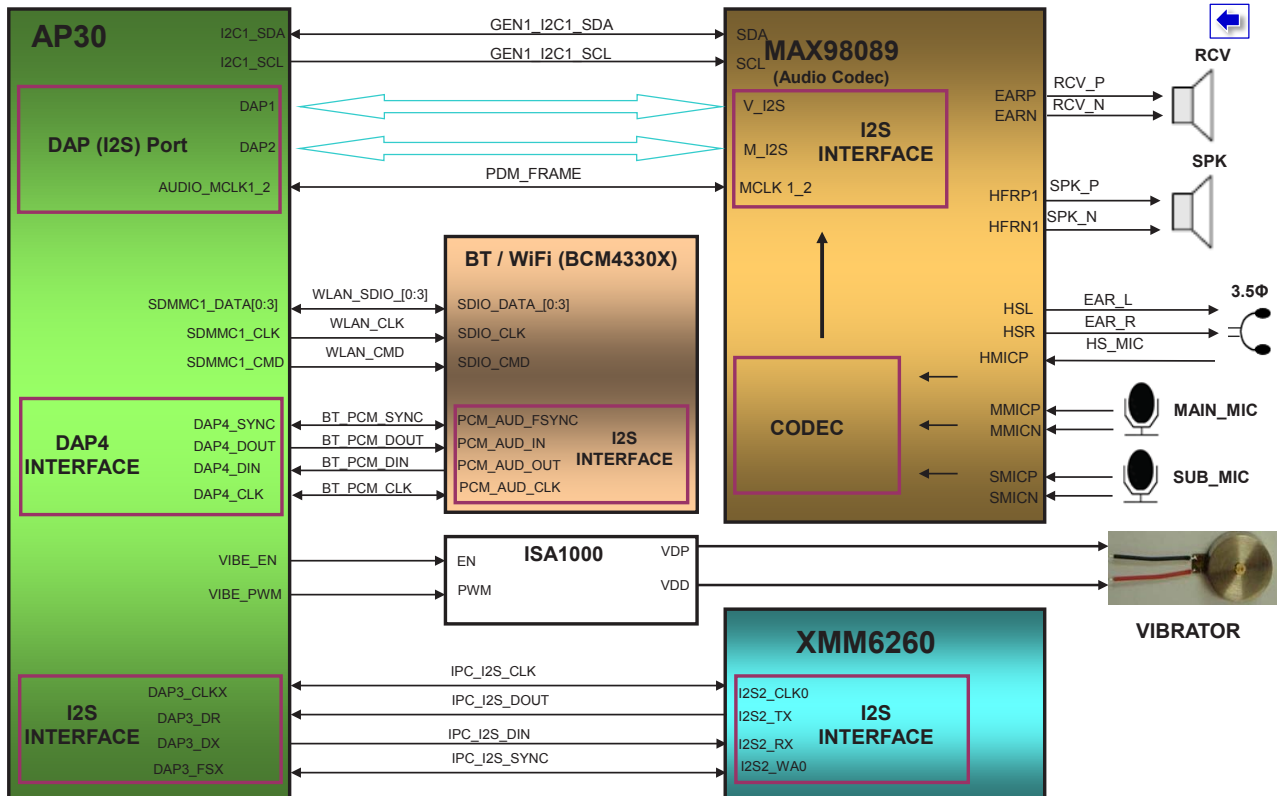 AP30
I2C1_SDA
I2C1_SCL
DAP1
DAP (I2S) Port
DAP2
AUDIO_MCLK1_2
SDMMC1_DATA[0:3]
SDMMC1_CLK
SDMMC1_CMD
DAP4
INTERFACE
DAP4_SYNC
DAP4_DOUT
DAP4_DIN
DAP4_CLK
VIBE_EN
VIBE_PWM
I2S
INTERFACE
DAP3_CLKX
DAP3_DR
DAP3_DX
DAP3_FSX
GEN1_I2C1_SDA
GEN1_I2C1_SCL
PDM_FRAME
WLAN_SDIO_[0:3]
WLAN_CLK
WLAN_CMD
BT_PCM_SYNC
BT_PCM_DOUT
BT_PCM_DIN
BT_PCM_CLK
BT / WiFi (BCM4330X)
SDIO_DATA_[0:3]
SDIO_CLK
SDIO_CMD
PCM_AUD_FSYNC
PCM_AUD_IN
PCM_AUD_OUT
PCM_AUD_CLK
I2S
INTERFACE
ISA1000
EN
PWM
VDP
VDD
IPC_I2S_CLK
IPC_I2S_DOUT
IPC_I2S_DIN
IPC_I2S_SYNC
SDA
SCL
MAX98089
(Audio Codec)
V_I2S
M_I2S
MCLK 1_2
I2S
INTERFACE
EARP
EARN
HFRP1
HFRN1
HSL
HSR
HMICP
MMICP
MMICN
SMICP
SMICN
CODEC
RCV_P
RCV_N
RCV
SPK
SPK_P
SPK_N
EAR_L
EAR_R
HS_MIC
3.5Φ
MAIN_MIC
SUB_MIC
VIBRATOR
XMM6260
I2S2_CLK0
I2S2_TX
I2S2_RX
I2S2_WA0
I2S
INTERFACE